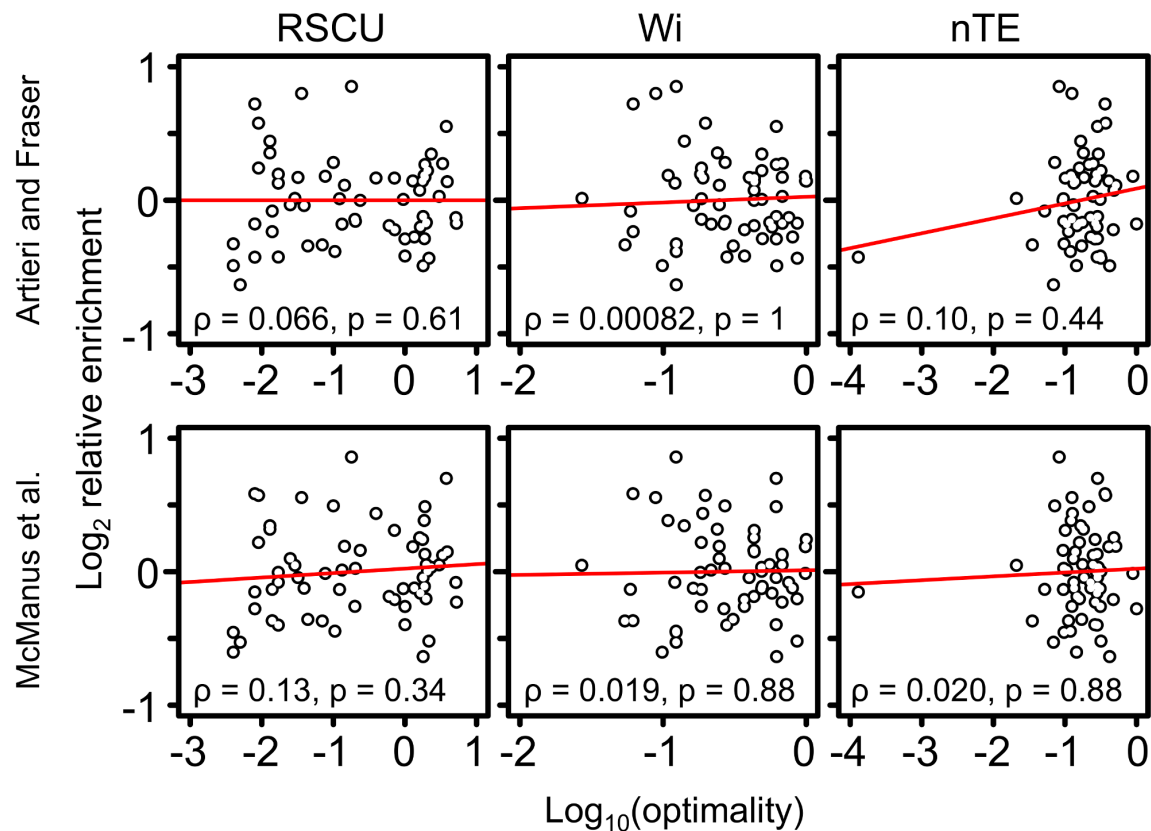 RSCU
Wi
nTE
Artieri and Fraser
McManus et al.
Log2 relative enrichment
1
0
-1
ρ = 0.066, p = 0.61
ρ = 0.00082, p = 1
ρ = 0.10, p = 0.44
-3 -2 -1 0 1
-2 -1 0
-4 -3 -2 -1 0
1
0
-1
ρ = 0.13, p = 0.34
ρ = 0.019, p = 0.88
ρ = 0.020, p = 0.88
-3 -2 -1 0 1
-2 -1 0
-4 -3 -2 -1 0
Log10(optimality)